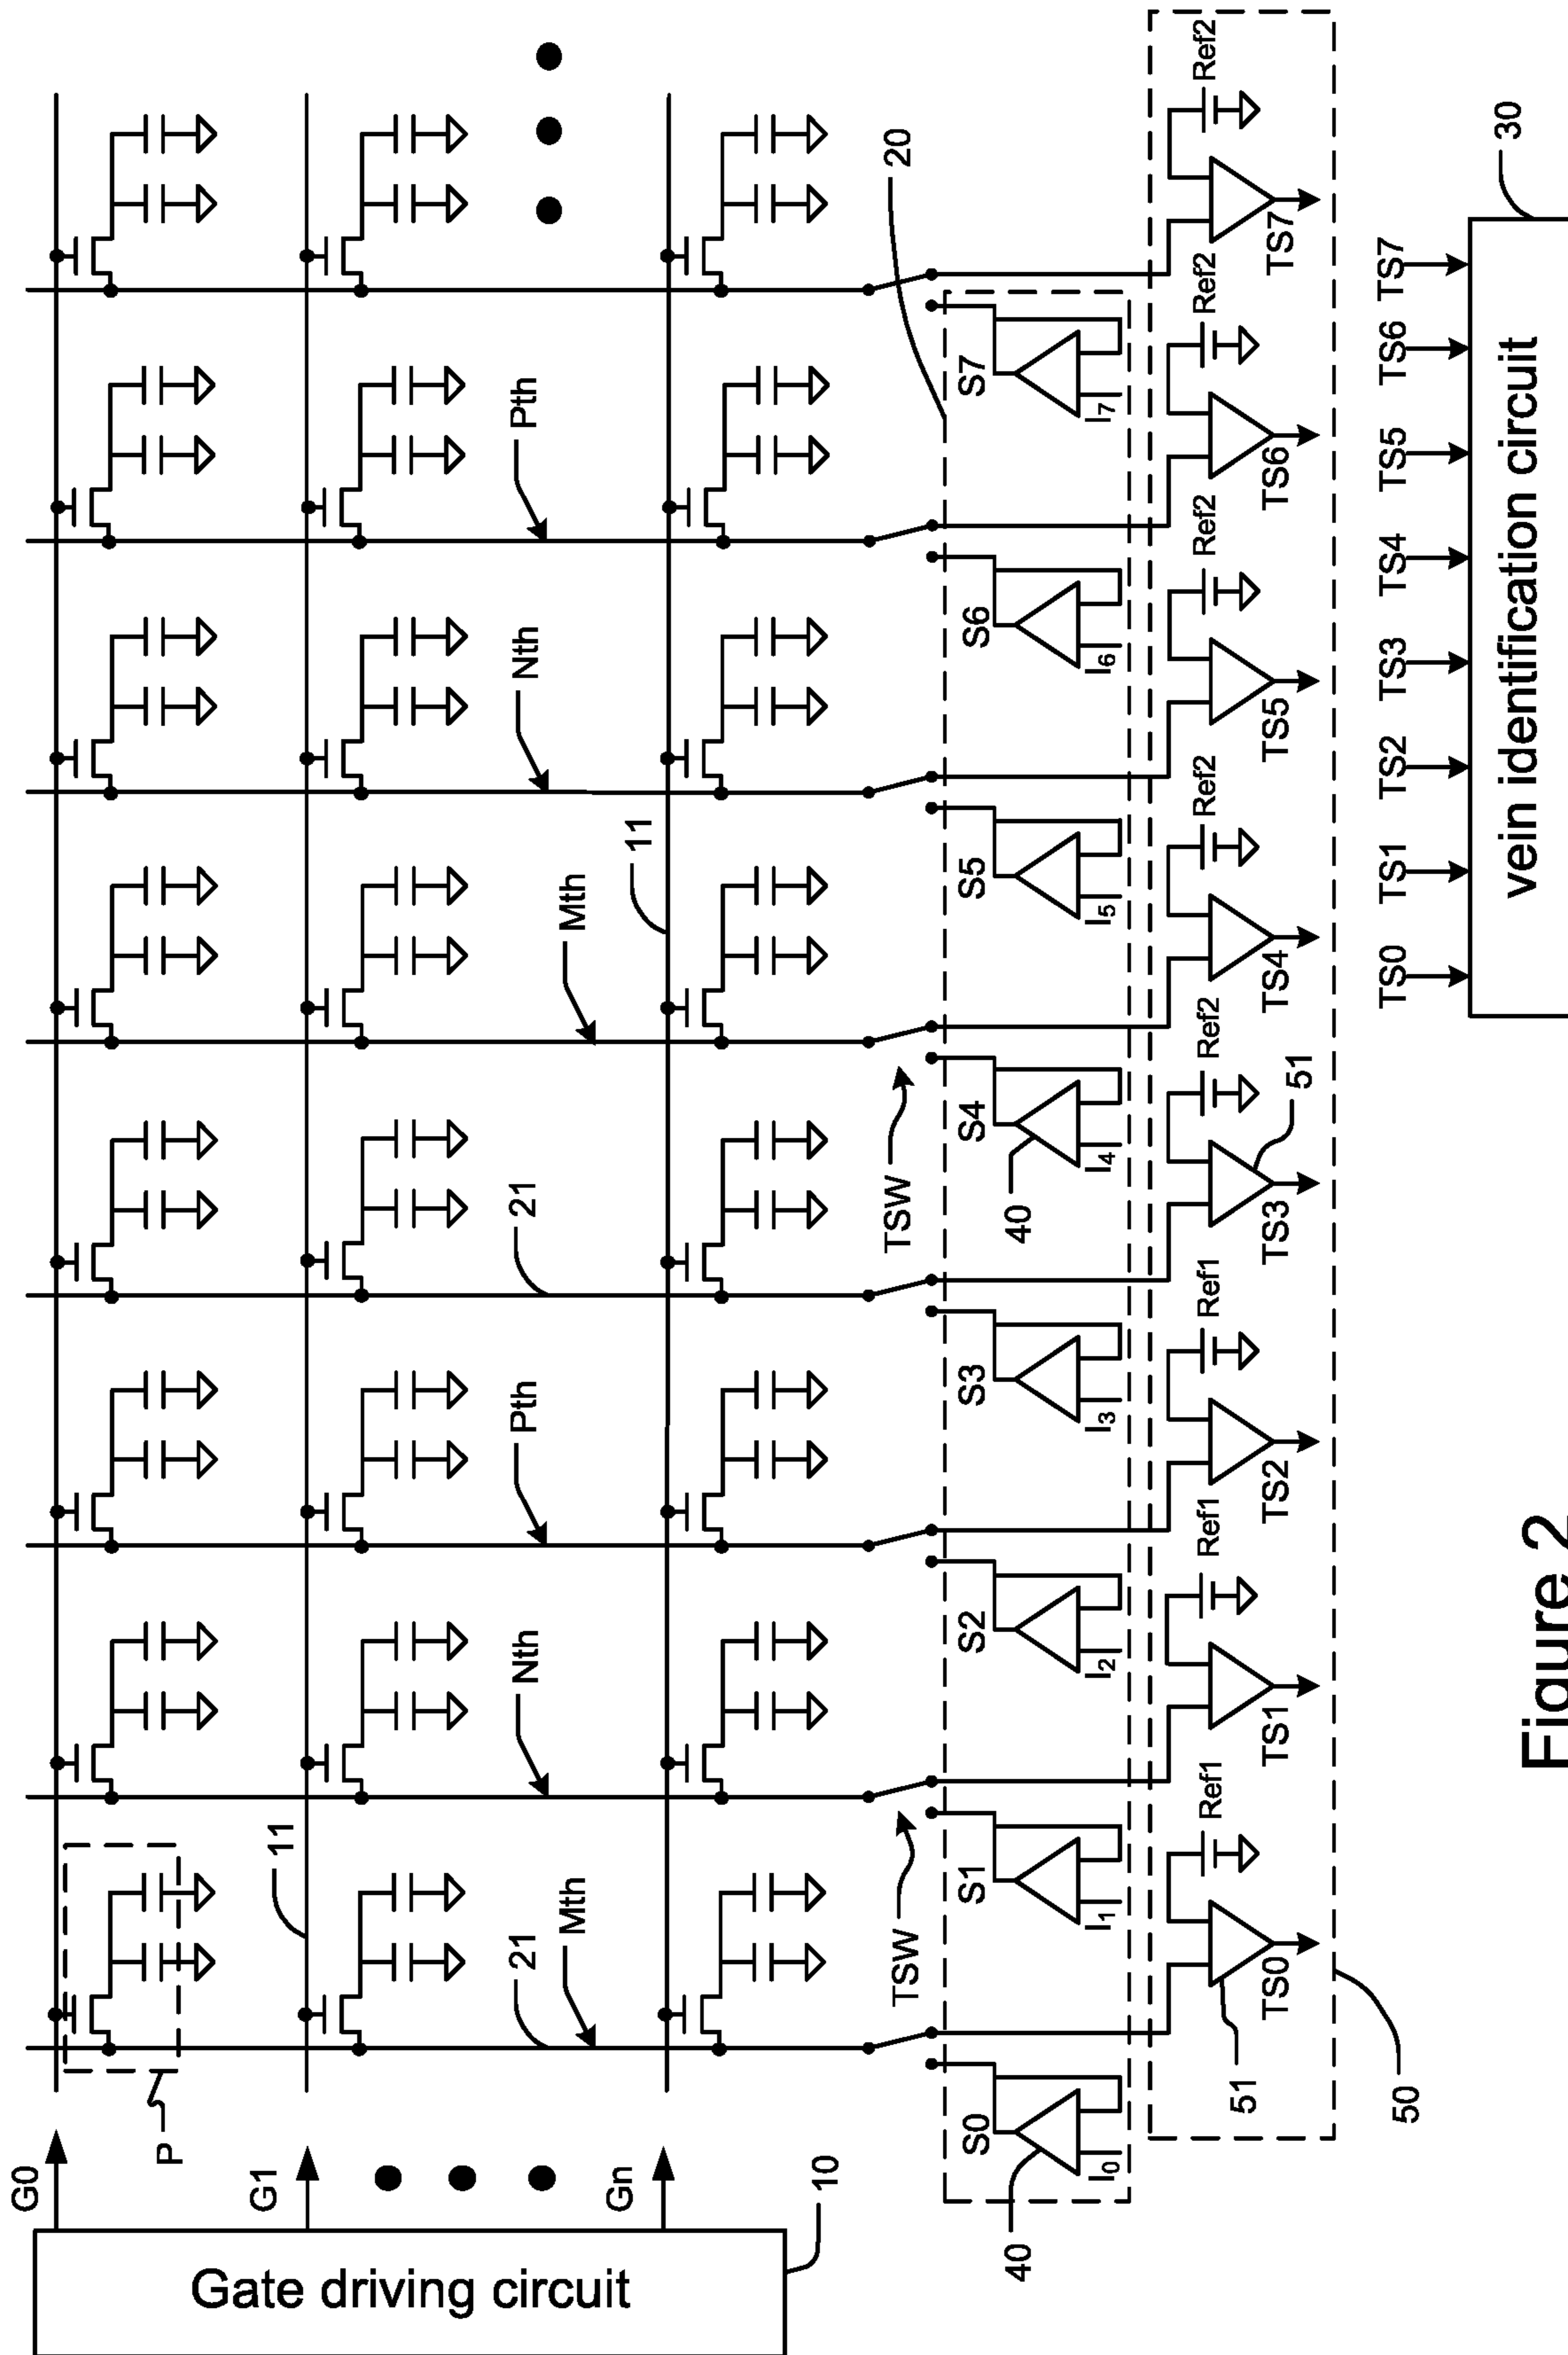 Gate driving circuit
10
G0
G1
Gn
P
11
11
21
Mth
Nth
Pth
21
Mth
Nth
Pth
TSW
TSW
20
40
S0
S1
S2
S3
S4
S5
S6
S7
40
I0
I1
I2
I3
I4
I5
I6
I7
Ref1
Ref1
Ref1
Ref2
Ref2
Ref2
Ref2
Ref2
51
51
TS0
TS1
TS2
TS3
TS4
TS5
TS6
TS7
50
TS0
TS1
TS2
TS3
TS4
TS5
TS6
TS7
30
vein identification circuit
Figure 2